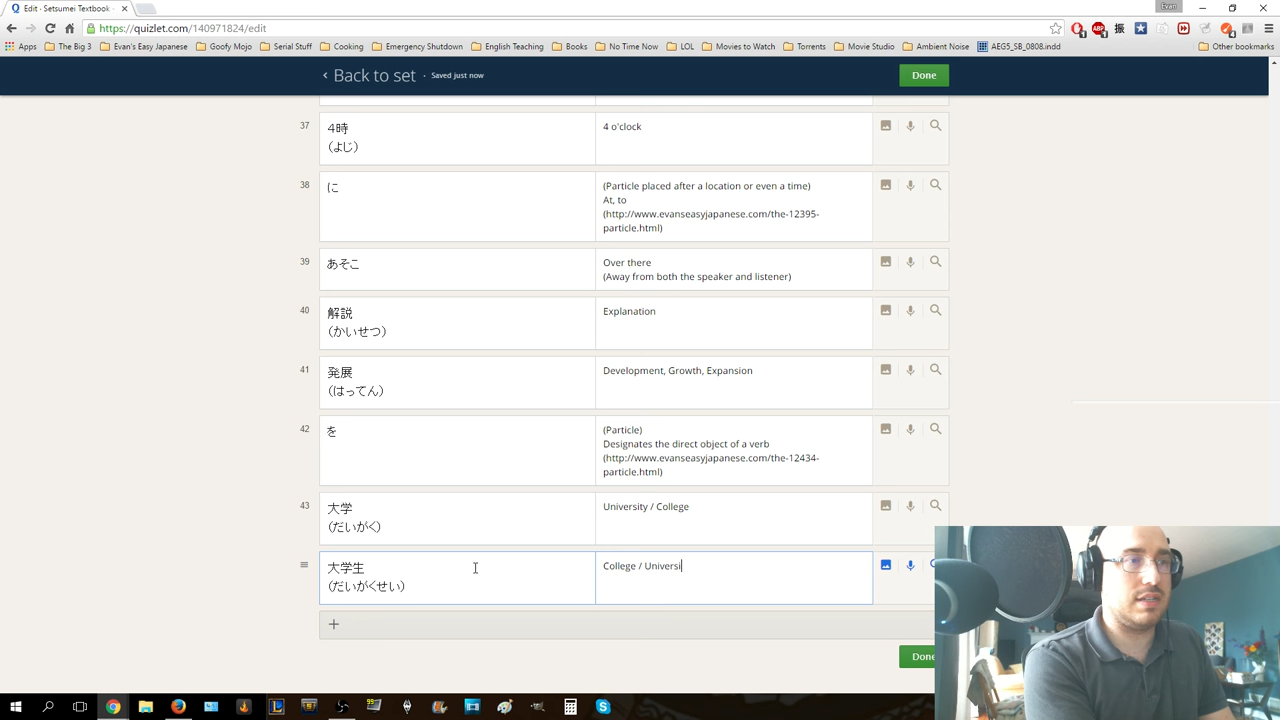 Edit - Setsumei Textbook
Evan
https://quizlet.com/140971824/edit
Apps The Big 3 Evan's Easy Japanese Goofy Mojo Serial Stuff Cooking Emergency Shutdown English Teaching Books No Time Now LOL Movies to Watch Torrents Movie Studio Ambient Noise AEG5_SB_0808.indd Other bookmarks
Back to set · Saved just now Done
37 4時 4 o'clock
(よじ)
38 に (Particle placed after a location or even a time)
At, to
(http://www.evanseasyjapanese.com/the-12395-
particle.html)
39 あそこ Over there
(Away from both the speaker and listener)
40 解説 Explanation
(かいせつ)
41 発展 Development, Growth, Expansion
(はってん)
42 を (Particle)
Designates the direct object of a verb
(http://www.evanseasyjapanese.com/the-12434-
particle.html)
43 大学 University / College
(だいがく)
大学生 College / Universi
(だいがくせい)
+
Done